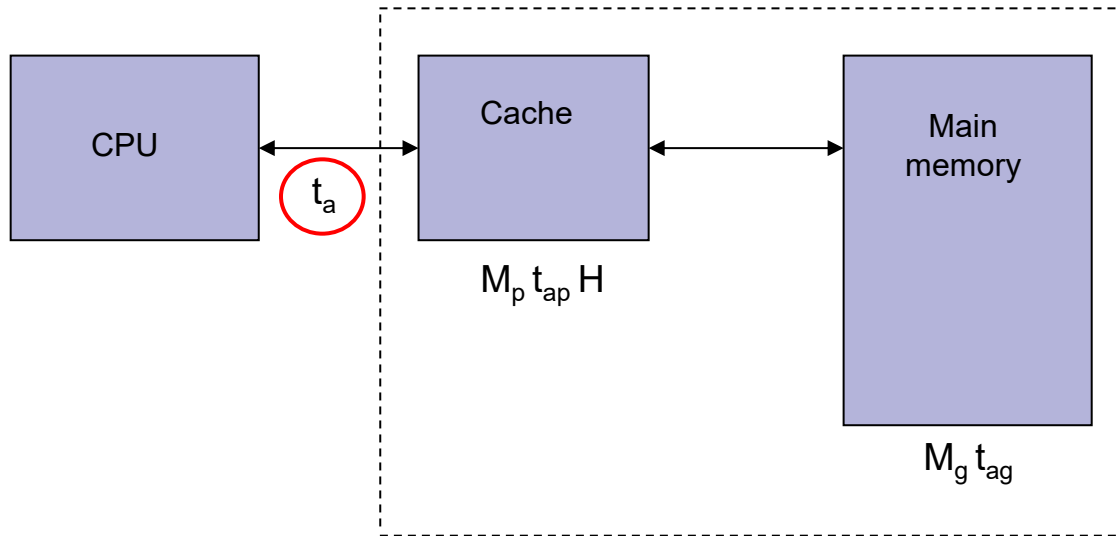 CPU
t_a
Cache
M_p t_ap H
Main
memory
M_g t_ag